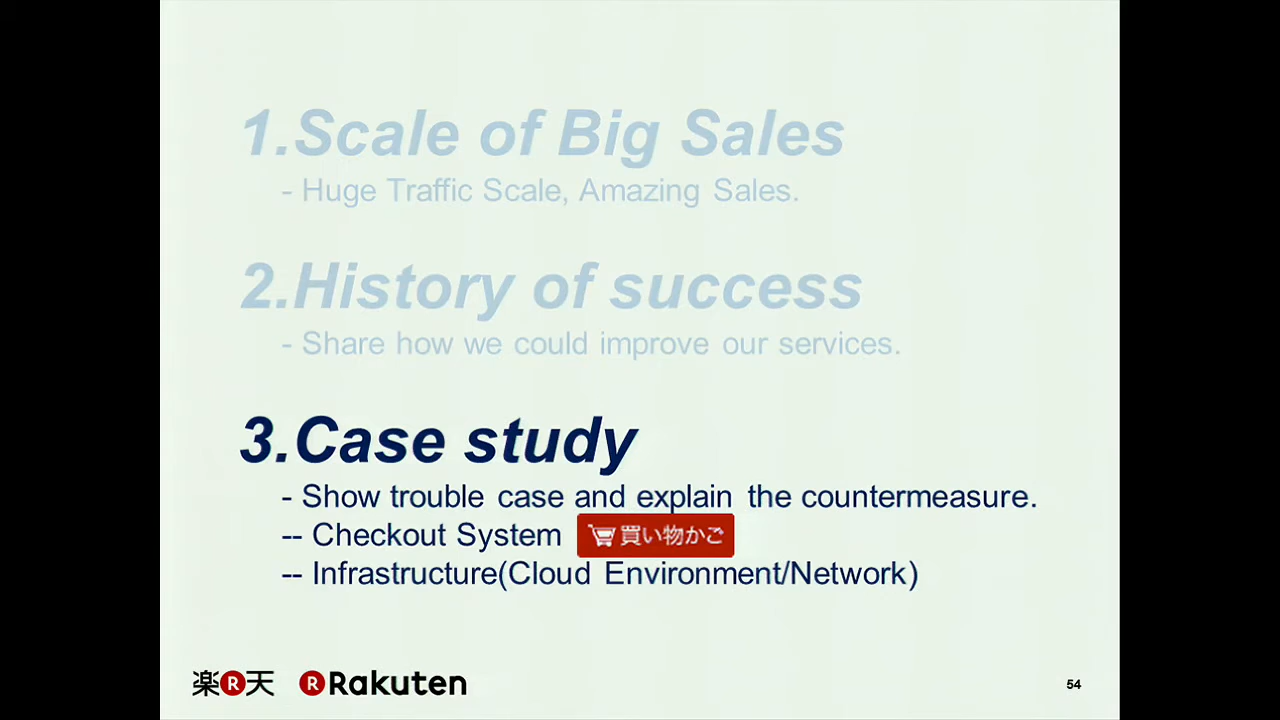 1.Scale of Big Sales
- Huge Traffic Scale, Amazing Sales.
2.History of success
- Share how we could improve our services.
3.Case study
- Show trouble case and explain the countermeasure.
-- Checkout System 買い物かご
-- Infrastructure(Cloud Environment/Network)
楽R天 R Rakuten
54